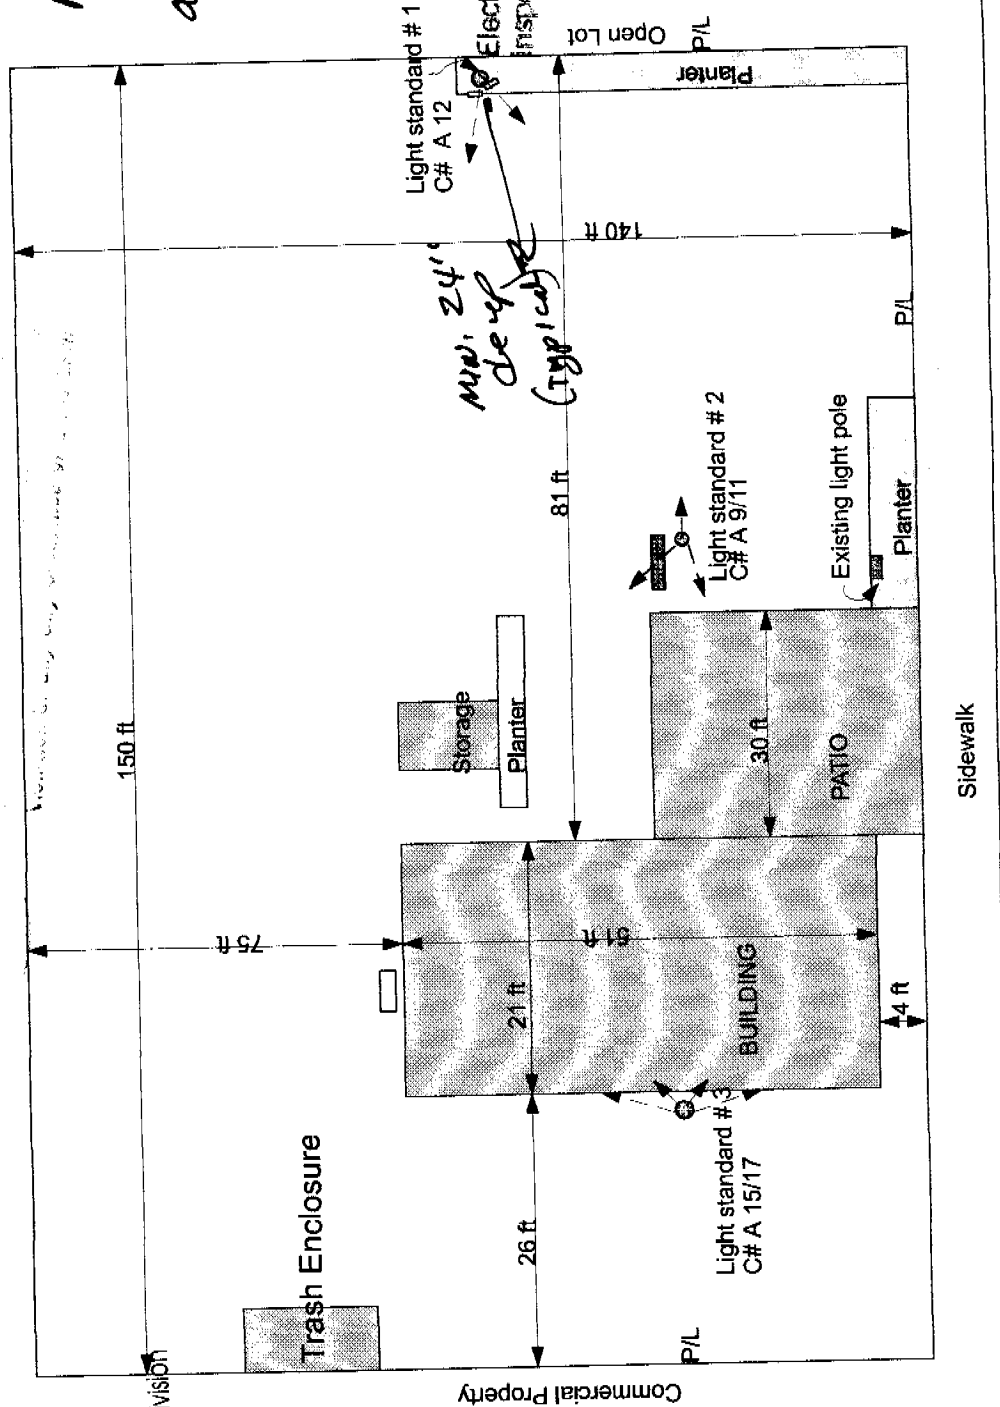 Light standard # 1
C# A 12
Open Lot
P/L
Planter
140 ft
Min. 24"
deep
(Typical)
P/L
81 ft
Light standard # 2
C# A 9/11
Existing light pole
Planter
150 ft
Storage
Planter
30 ft
PATIO
Sidewalk
75 ft
51 ft
21 ft
BUILDING
4 ft
Trash Enclosure
26 ft
Light standard # 3
C# A 15/17
P/L
vision
Commercial Property